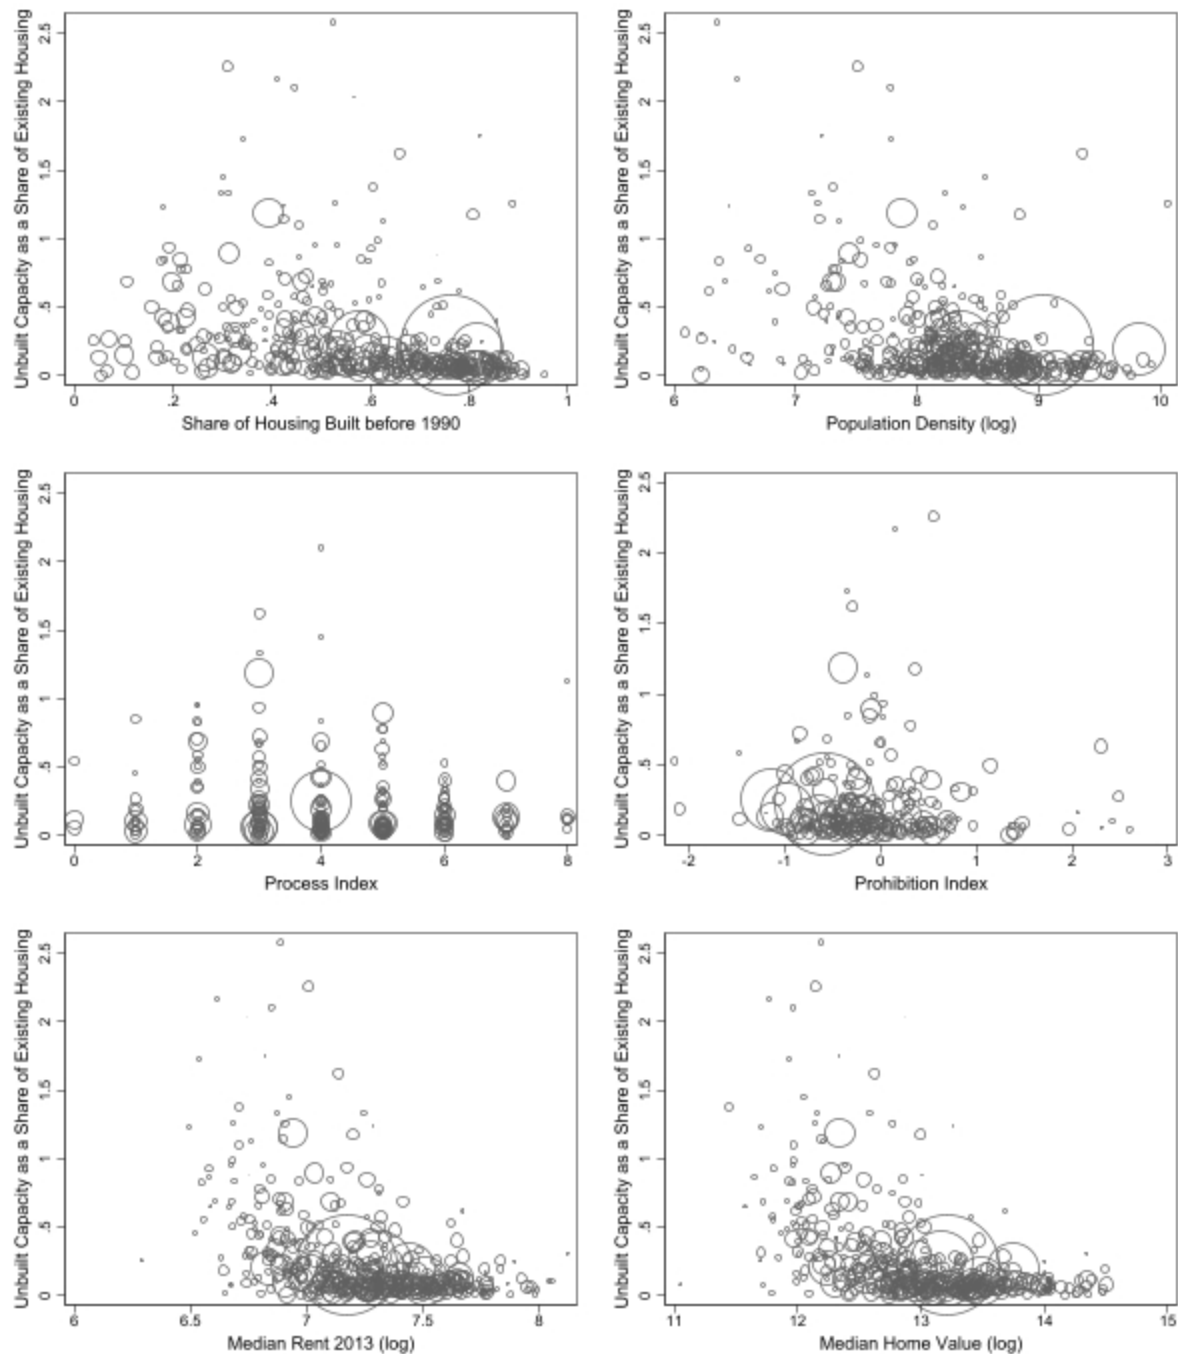 Unbuilt Capacity as a Share of Existing Housing
2.5
2
1.5
1
.5
0
0 .2 .4 .6 .8 1
Share of Housing Built before 1990
Unbuilt Capacity as a Share of Existing Housing
2.5
2
1.5
1
.5
0
6 7 8 9 10
Population Density (log)
Unbuilt Capacity as a Share of Existing Housing
2.5
2
1.5
1
.5
0
0 2 4 6 8
Process Index
Unbuilt Capacity as a Share of Existing Housing
2.5
2
1.5
1
.5
0
-2 -1 0 1 2 3
Prohibition Index
Unbuilt Capacity as a Share of Existing Housing
2.5
2
1.5
1
.5
0
6 6.5 7 7.5 8
Median Rent 2013 (log)
Unbuilt Capacity as a Share of Existing Housing
2.5
2
1.5
1
.5
0
11 12 13 14 15
Median Home Value (log)